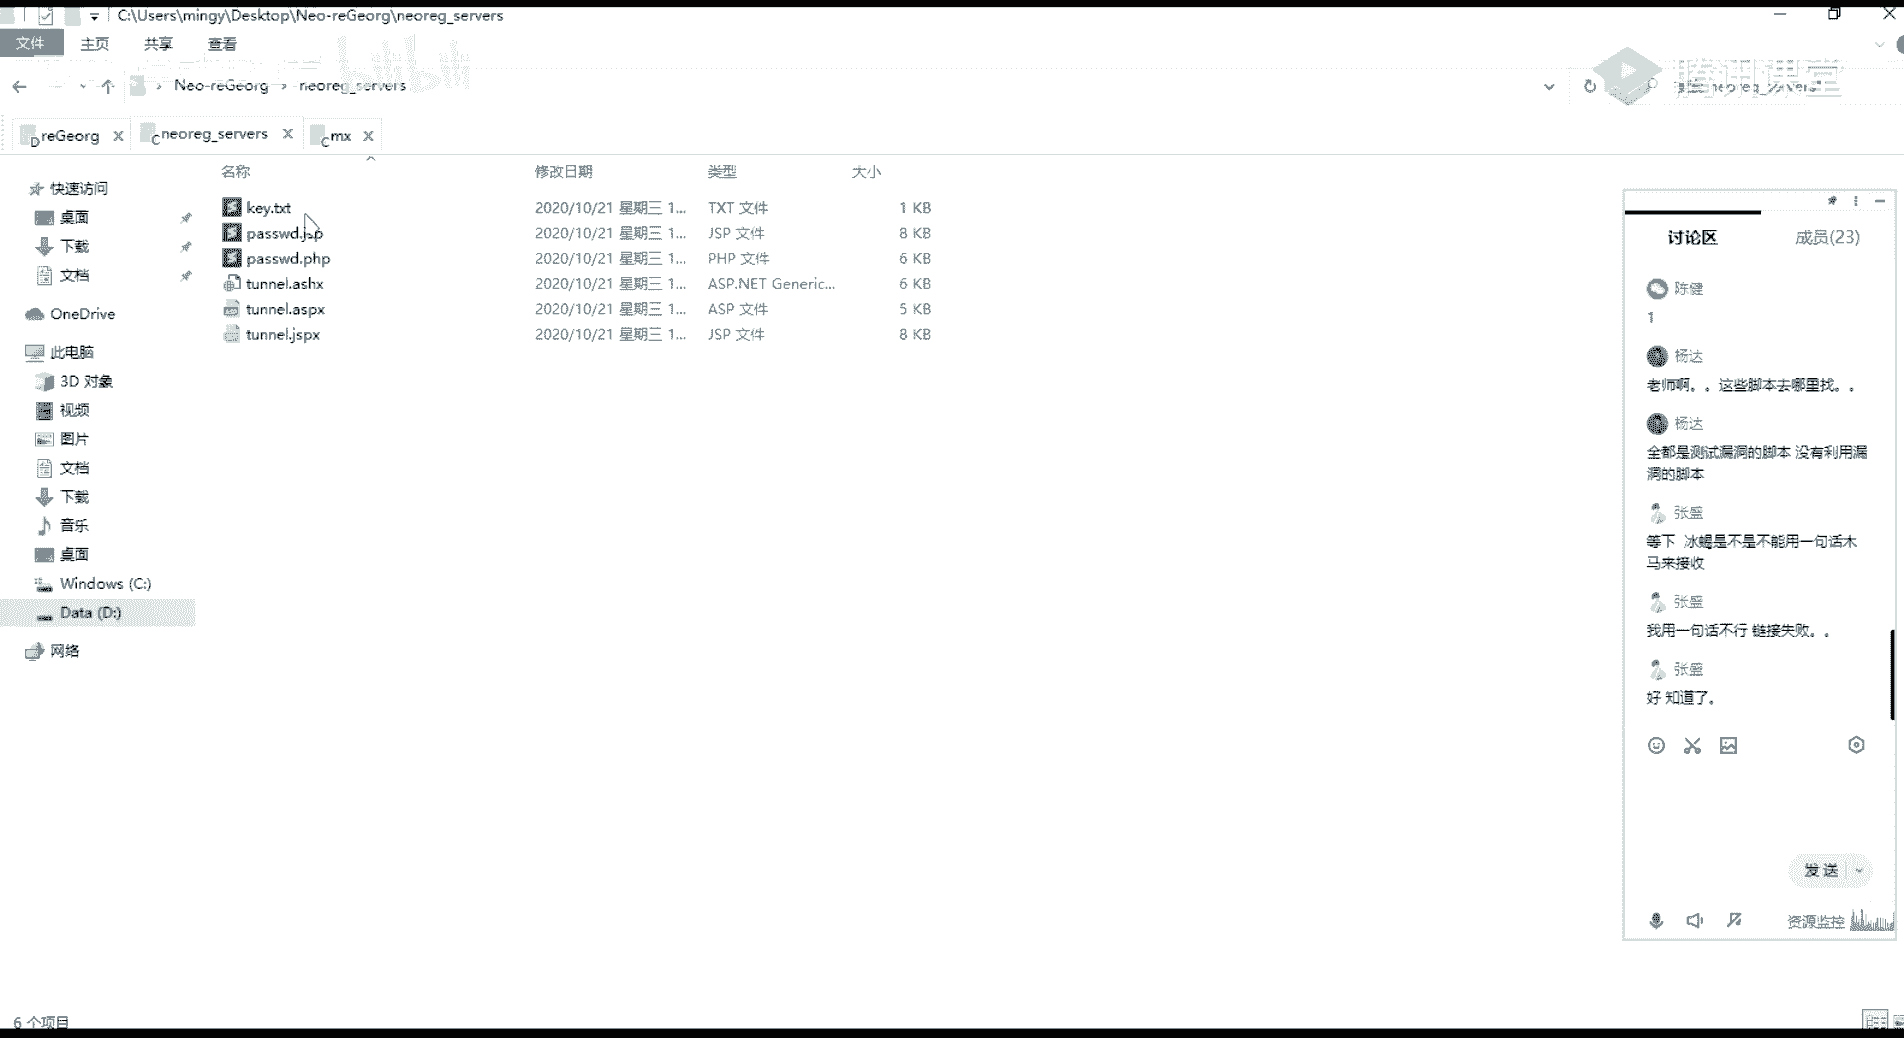 C:\Users\mingy\Desktop\Neo-reGeorg\neoreg_servers
文件 主页 共享 查看
Neo-reGeorg › neoreg_servers
腾讯课堂
reGeorg neoreg_servers mx
名称 修改日期 类型 大小
key.txt 2020/10/21 星期三 1... TXT 文件 1 KB
passwd.jsp 2020/10/21 星期三 1... JSP 文件 8 KB
passwd.php 2020/10/21 星期三 1... PHP 文件 6 KB
tunnel.ashx 2020/10/21 星期三 1... ASP.NET Generic... 6 KB
tunnel.aspx 2020/10/21 星期三 1... ASP 文件 5 KB
tunnel.jspx 2020/10/21 星期三 1... JSP 文件 8 KB
快速访问
桌面
下载
文档
OneDrive
此电脑
3D 对象
视频
图片
文档
下载
音乐
桌面
Windows (C:)
Data (D:)
网络
6 个项目
讨论区 成员(23)
陈健
1
杨达
老师啊。。这些脚本去哪里找。。
杨达
全都是测试漏洞的脚本 没有利用漏
洞的脚本
张盛
等下 冰蝎是不是不能用一句话木
马来接收
张盛
我用一句话不行 链接失败。。
张盛
好 知道了。
发送
资源监控